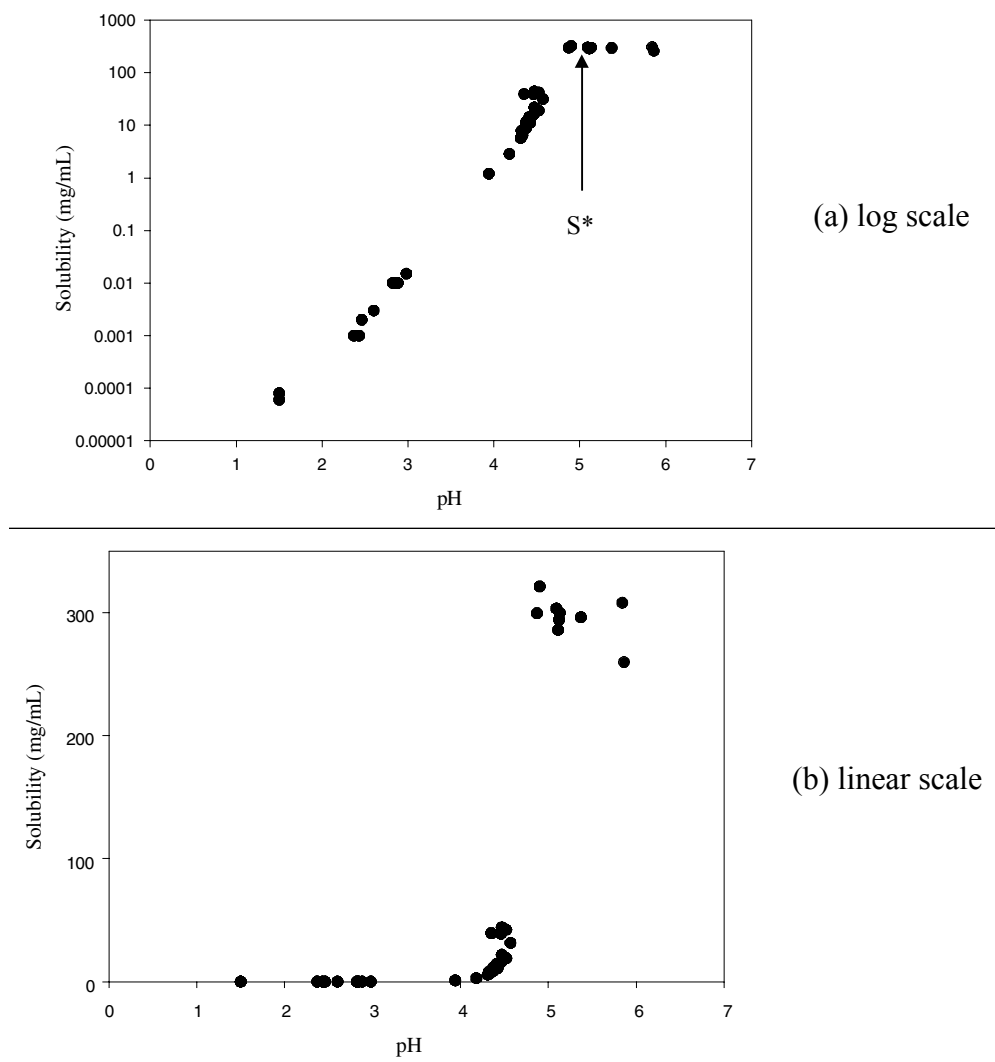 1000
100
10
1
0.1
0.01
0.001
0.0001
0.00001
Solubility (mg/mL)
S*
0 1 2 3 4 5 6 7
pH
(a) log scale
300
200
100
0
Solubility (mg/mL)
0 1 2 3 4 5 6 7
pH
(b) linear scale